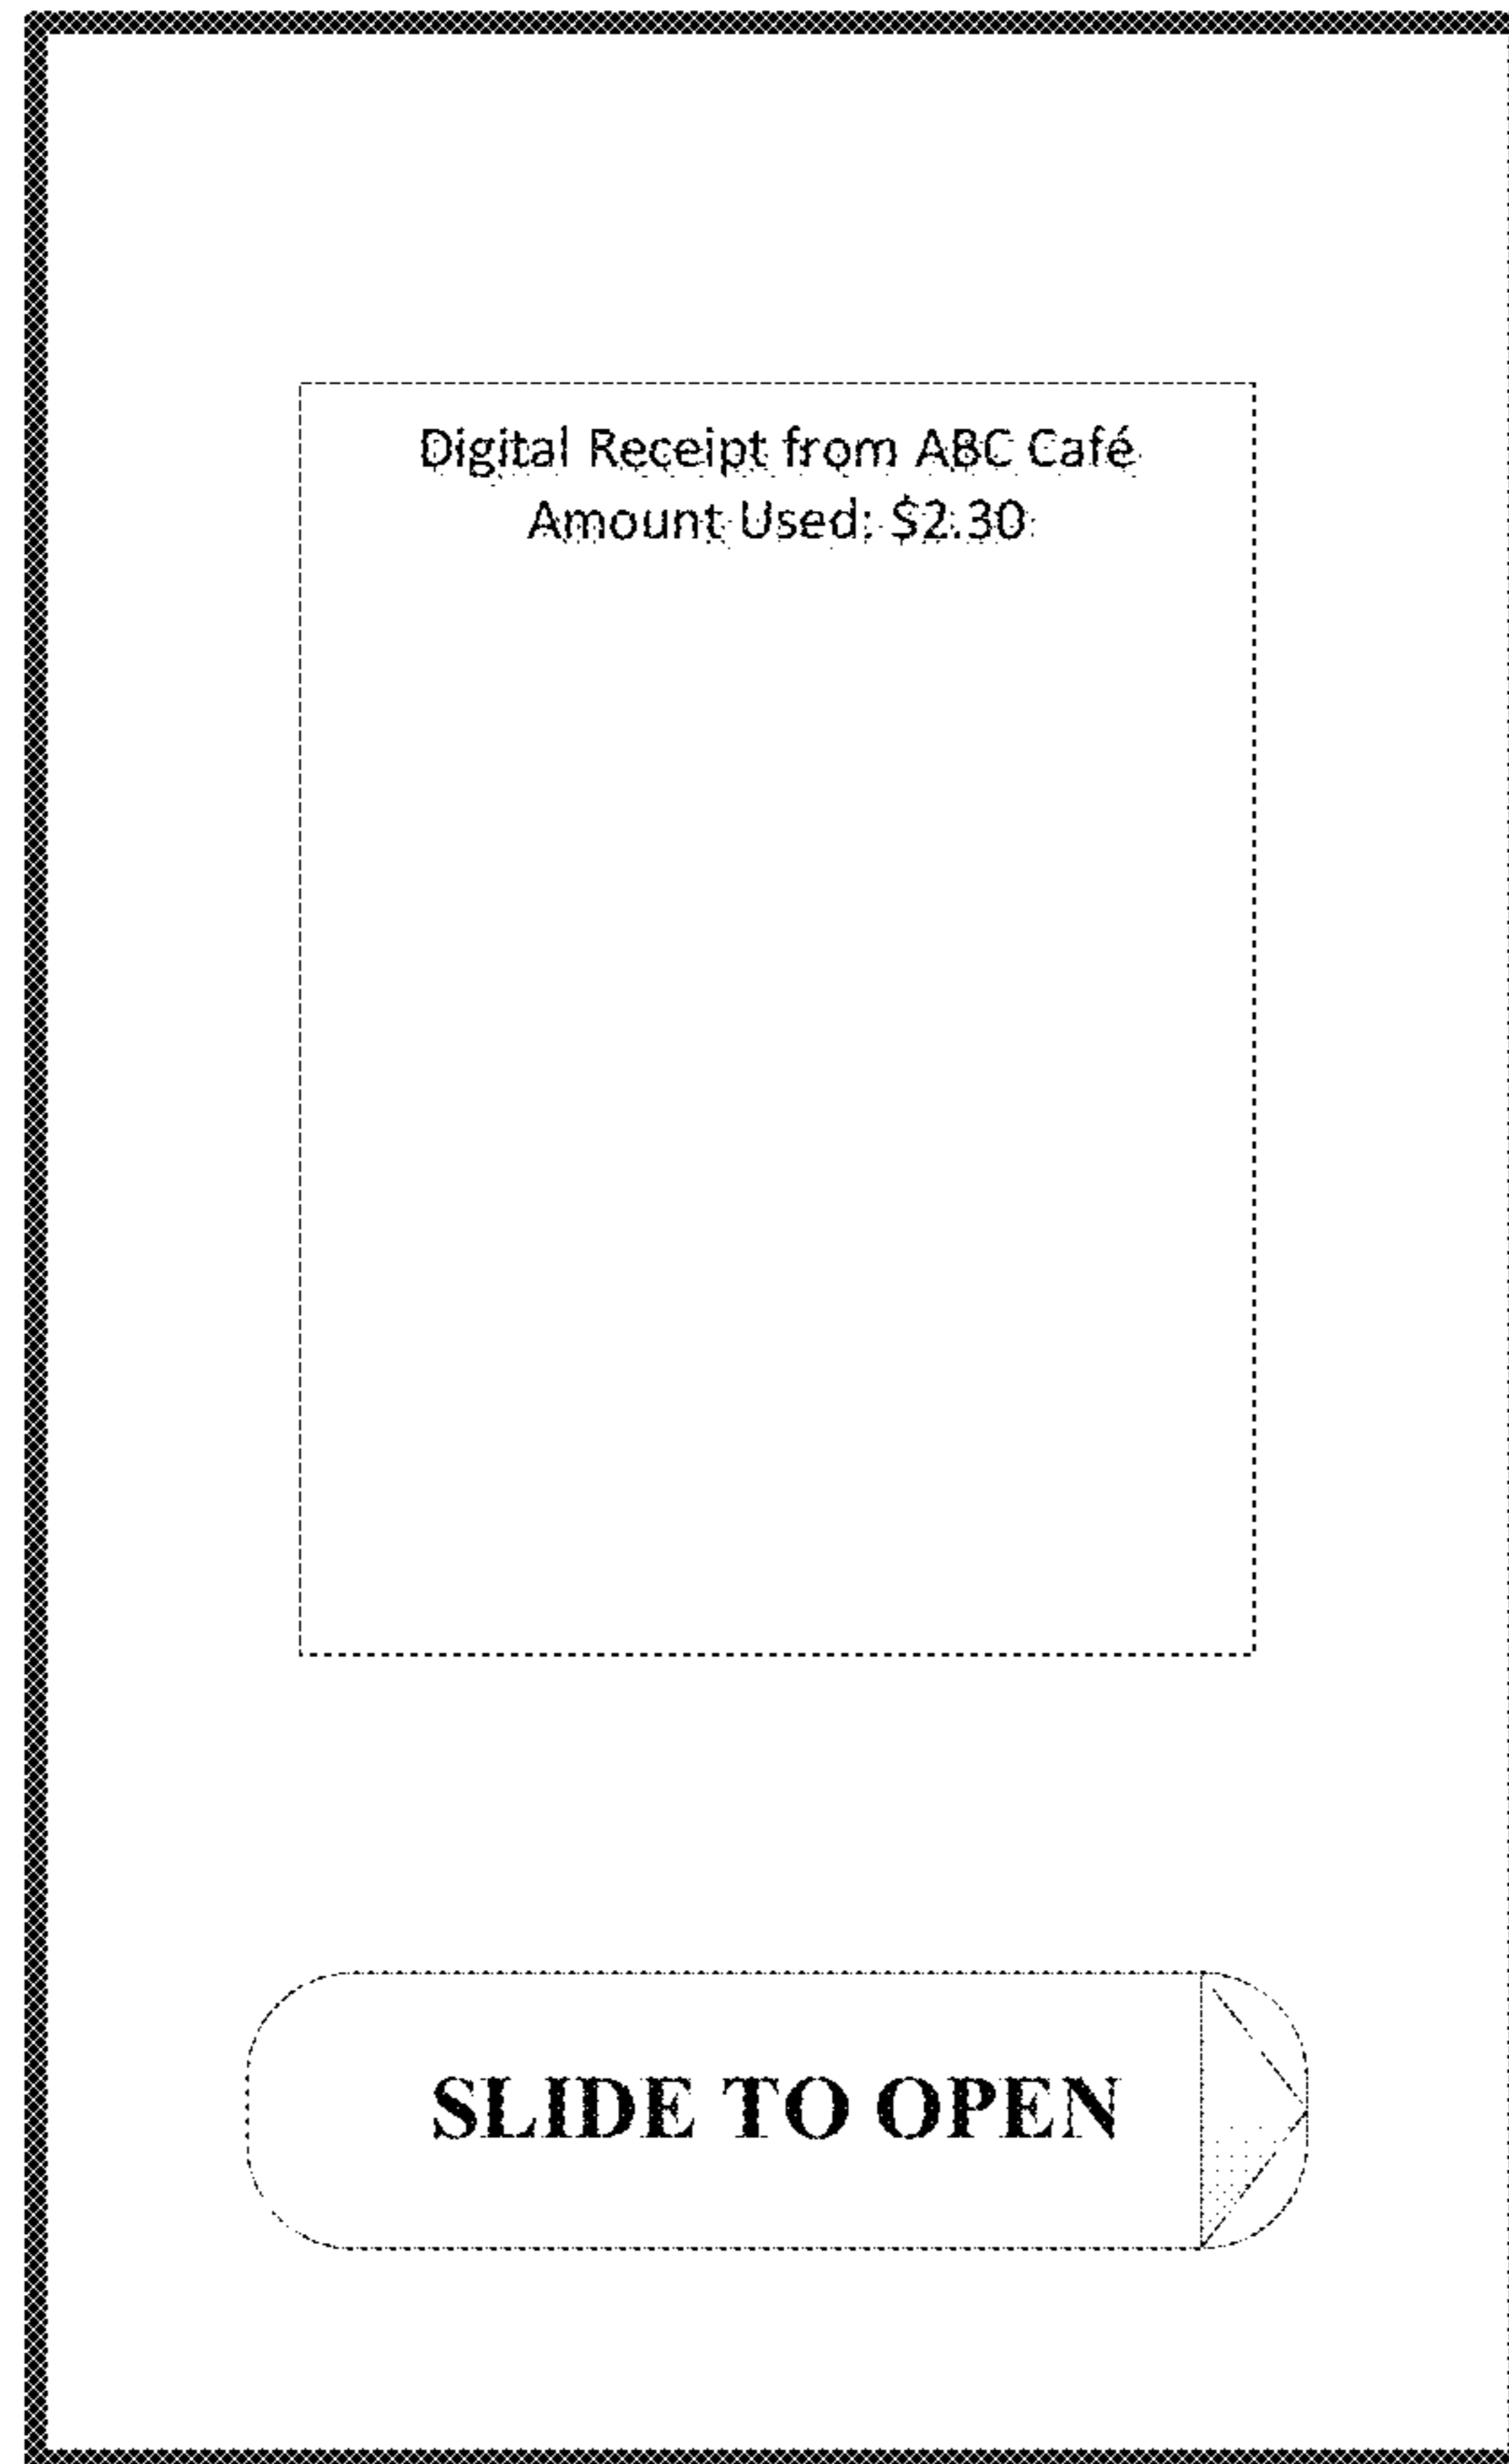 Digital Receipt from ABC Café
Amount Used: $2.30
SLIDE TO OPEN